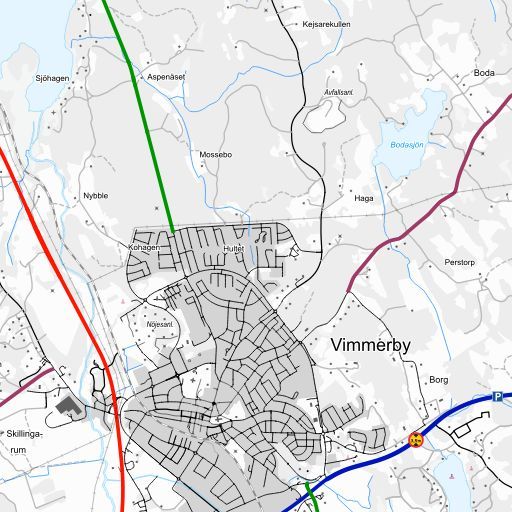 Kejsarekullen
Sjöhagen
Aspenäset
Boda
Avfallsanl.
Bodasjön
Mossebo
Nybble
Haga
Kohagen
Hultet
Perstorp
Nöjesanl.
Vimmerby
Borg
P
Skillinga-
rum